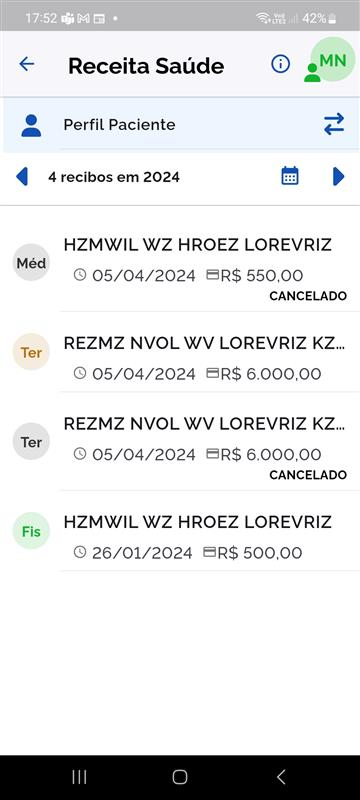 17:52 VoD LTE2 42%
Receita Saúde
MN
Perfil Paciente
4 recibos em 2024
Méd
HZMWIL WZ HROEZ LOREVRIZ
05/04/2024 R$ 550,00
CANCELADO
Ter
REZMZ NVOL WV LOREVRIZ KZ...
05/04/2024 R$ 6.000,00
Ter
REZMZ NVOL WV LOREVRIZ KZ...
05/04/2024 R$ 6.000,00
CANCELADO
Fis
HZMWIL WZ HROEZ LOREVRIZ
26/01/2024 R$ 500,00